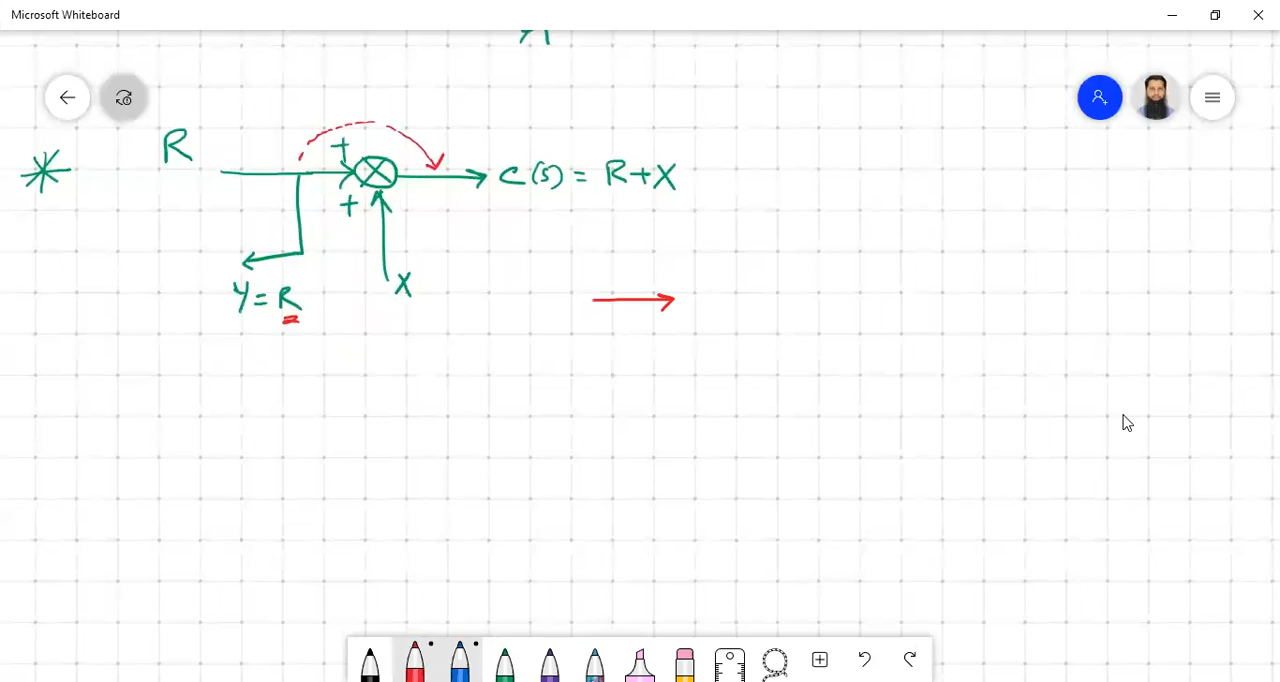 Microsoft Whiteboard
R
+
C(s) = R+X
+
X
Y = R